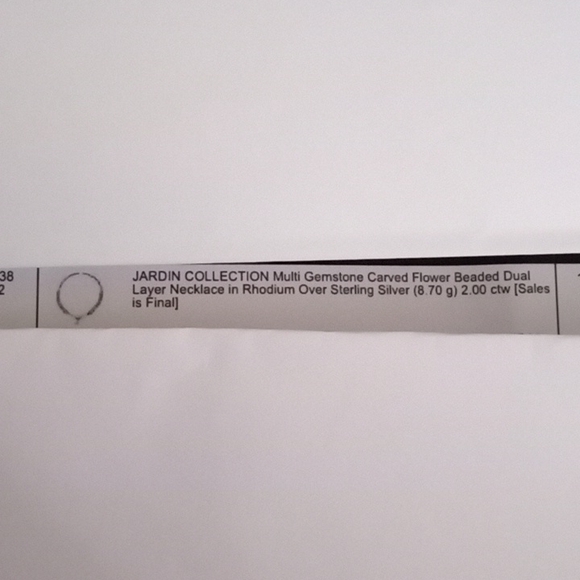 38
2
JARDIN COLLECTION Multi Gemstone Carved Flower Beaded Dual
Layer Necklace in Rhodium Over Sterling Silver (8.70 g) 2.00 ctw [Sales
is Final]